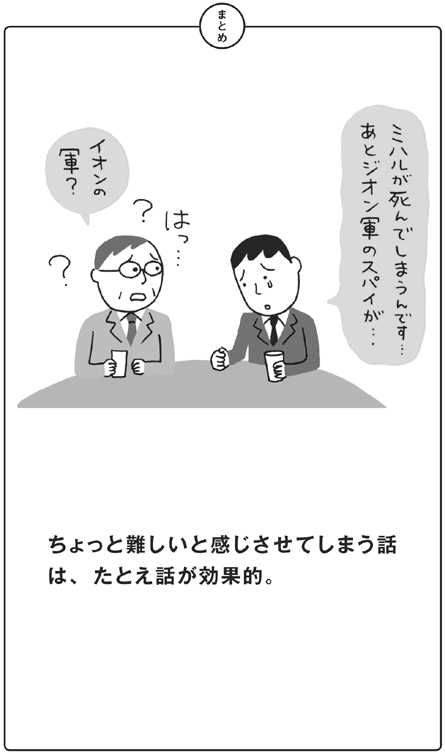 まとめ
ミハルが死んでしまうんです…
あとジオン軍のスパイが…
はっ…
?
?
イオンの
軍?
ちょっと難しいと感じさせてしまう話
は、たとえ話が効果的。